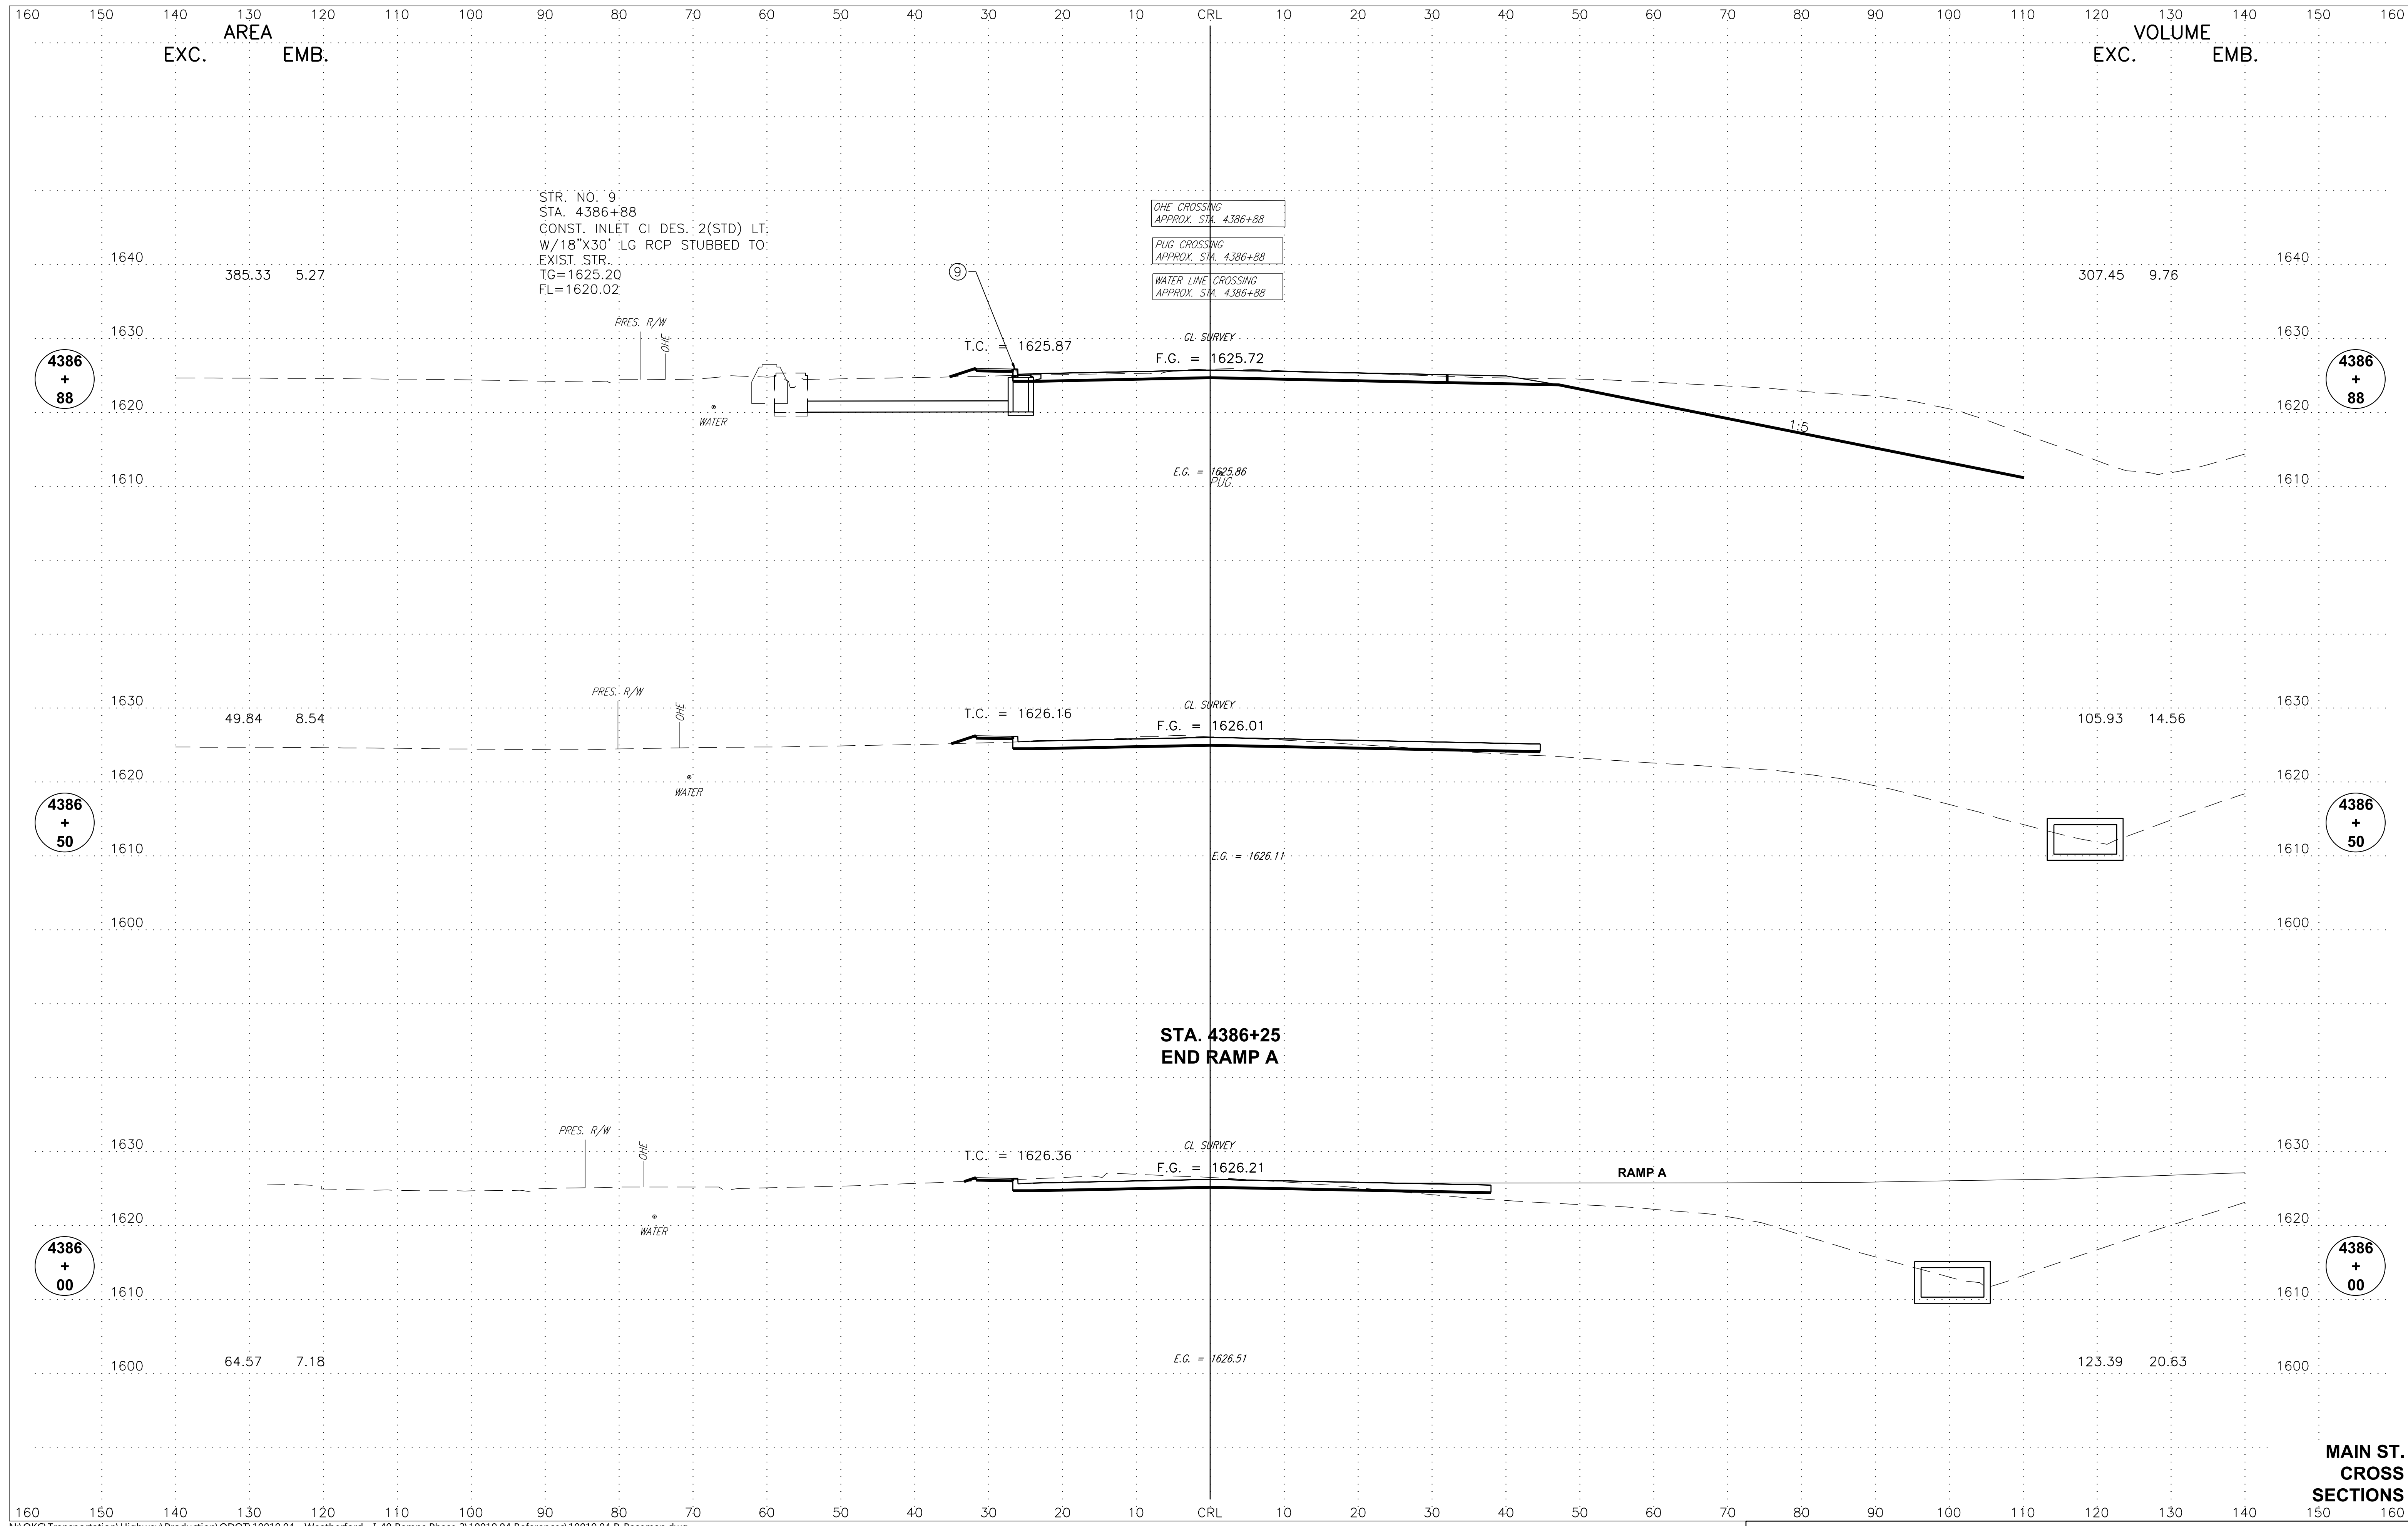 160 150 140 130 120 110 100 90 80 70 60 50 40 30 20 10 CRL 10 20 30 40 50 60 70 80 90 100 110 120 130 140 150 160
AREA
EXC. EMB.
VOLUME
EXC. EMB.
STR. NO. 9
STA. 4386+88
CONST. INLET CI DES. 2(STD) LT.
W/18"X30' LG RCP STUBBED TO
EXIST STR.
TG=1625.20
FL=1620.02
OHE CROSSING
APPROX. STA. 4386+88
PUG CROSSING
APPROX. STA. 4386+88
WATER LINE CROSSING
APPROX. STA. 4386+88
1640
1640
385.33 5.27
9
307.45 9.76
PRES. R/W
OHE
1630
CL SURVEY
1630
T.C. = 1625.87
F.G. = 1625.72
4386
+
88
4386
+
88
1620
1620
WATER
1:5
E.G. = 1625.86
PUG
1610
1610
PRES. R/W
OHE
1630
CL SURVEY
1630
49.84 8.54
T.C. = 1626.16
F.G. = 1626.01
105.93 14.56
1620
1620
WATER
4386
+
50
4386
+
50
1610
E.G. = 1626.11
1610
1600
1600
STA. 4386+25
END RAMP A
PRES. R/W
OHE
1630
CL SURVEY
1630
T.C. = 1626.36
F.G. = 1626.21
RAMP A
1620
1620
WATER
4386
+
00
4386
+
00
1610
1610
64.57 7.18
E.G. = 1626.51
123.39 20.63
1600
1600
MAIN ST.
CROSS
SECTIONS
160 150 140 130 120 110 100 90 80 70 60 50 40 30 20 10 CRL 10 20 30 40 50 60 70 80 90 100 110 120 130 140 150 160